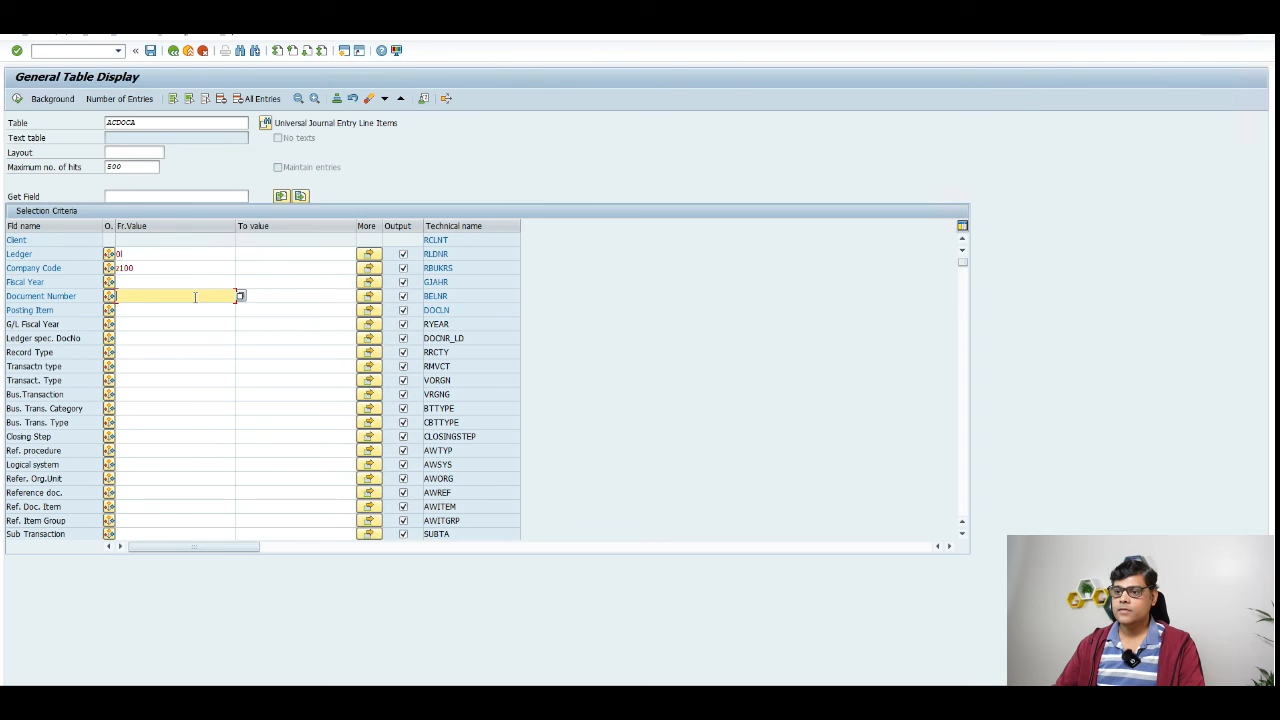 General Table Display
Background Number of Entries All Entries
Table ACDOCA Universal Journal Entry Line Items
Text table No texts
Layout
Maximum no. of hits 500 Maintain entries
Get Field
Selection Criteria
Fld name O. Fr.Value To value More Output Technical name
Client RCLNT
Ledger 0l RLDNR
Company Code z100 RBUKRS
Fiscal Year GJAHR
Document Number BELNR
Posting Item DOCLN
G/L Fiscal Year RYEAR
Ledger spec. DocNo DOCNR_LD
Record Type RRCTY
Transactn type RMVCT
Transact. Type VORGN
Bus.Transaction VRGNG
Bus. Trans. Category BTTYPE
Bus. Trans. Type CBTTYPE
Closing Step CLOSINGSTEP
Ref. procedure AWTYP
Logical system AWSYS
Refer. Org.Unit AWORG
Reference doc. AWREF
Ref. Doc. Item AWITEM
Ref. Item Group AWITGRP
Sub Transaction SUBTA